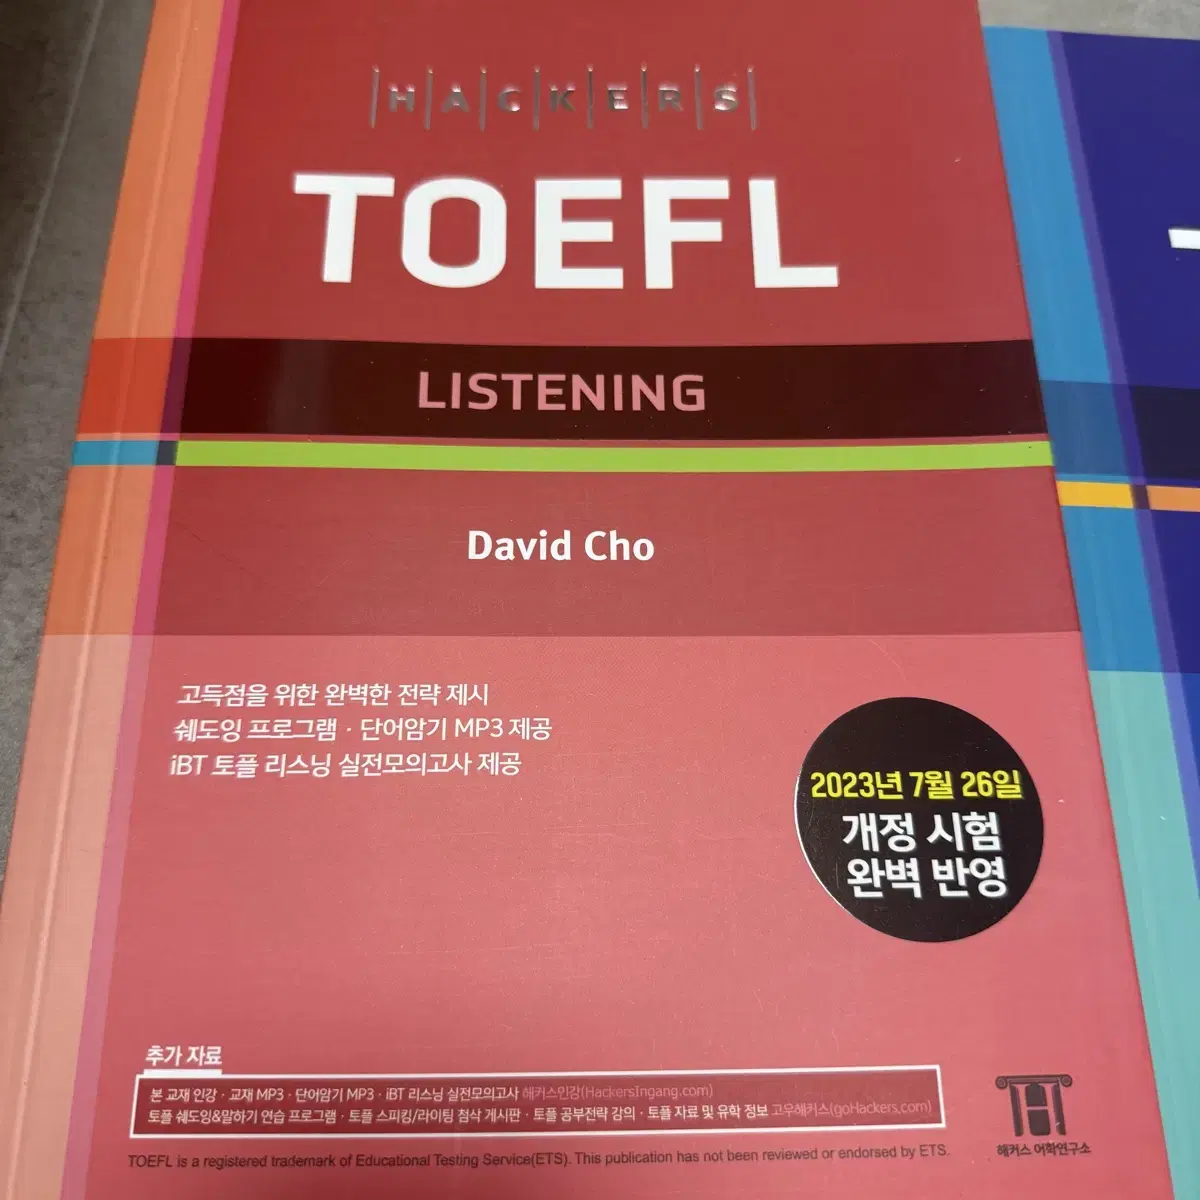 HACKERS
TOEFL
LISTENING
David Cho
고득점을 위한 완벽한 전략 제시
쉐도잉 프로그램 · 단어암기 MP3 제공
iBT 토플 리스닝 실전모의고사 제공
2023년 7월 26일
개정 시험
완벽 반영
추가 자료
본 교재 인강 · 교재 MP3 · 단어암기 MP3 · iBT 리스닝 실전모의고사 해커스인강(HackersIngang.com)
토플 쉐도잉&말하기 연습 프로그램 · 토플 스피킹/라이팅 첨삭 게시판 · 토플 공부전략 강의 · 토플 자료 및 유학 정보 고우해커스(goHackers.com)
해커스 어학연구소
TOEFL is a registered trademark of Educational Testing Service(ETS). This publication has not been reviewed or endorsed by ETS.